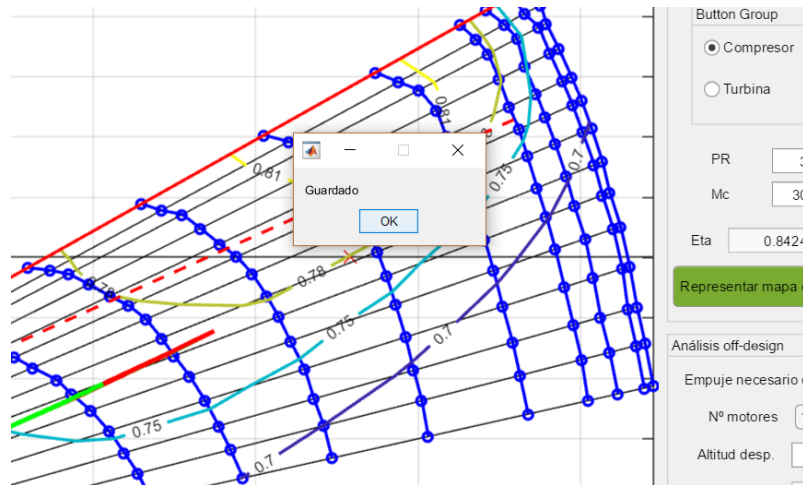 Button Group
Compresor
Turbina
PR
Mc
30
Eta
0.8424
Representar mapa
Análisis off-design
Empuje necesario
Nº motores
Altitud desp.
Guardado
OK
0.81
0.81
0.75
0.7
0.78
0.78
0.75
0.7
0.75
0.7